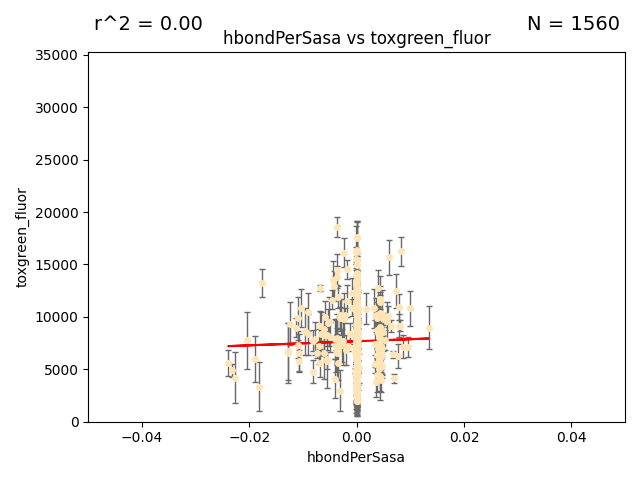 r^2 = 0.00
N = 1560
hbondPerSasa vs toxgreen_fluor
35000
30000
25000
20000
15000
10000
5000
0
toxgreen_fluor
−0.04
−0.02
0.00
0.02
0.04
hbondPerSasa